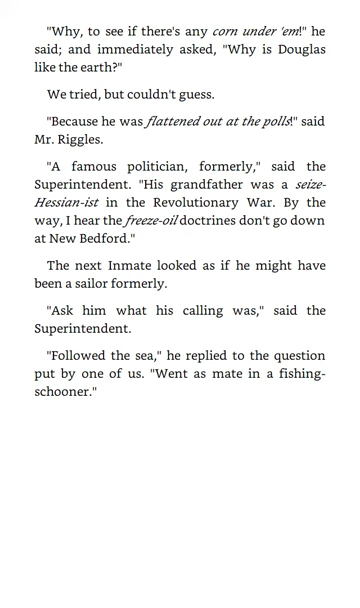 "Why, to see if there's any corn under 'em!" he
said; and immediately asked, "Why is Douglas
like the earth?"
We tried, but couldn't guess.
"Because he was flattened out at the polls!" said
Mr. Riggles.
"A famous politician, formerly," said the
Superintendent. "His grandfather was a seize-
Hessian-ist in the Revolutionary War. By the
way, I hear the freeze-oil doctrines don't go down
at New Bedford."
The next Inmate looked as if he might have
been a sailor formerly.
"Ask him what his calling was," said the
Superintendent.
"Followed the sea," he replied to the question
put by one of us. "Went as mate in a fishing-
schooner."